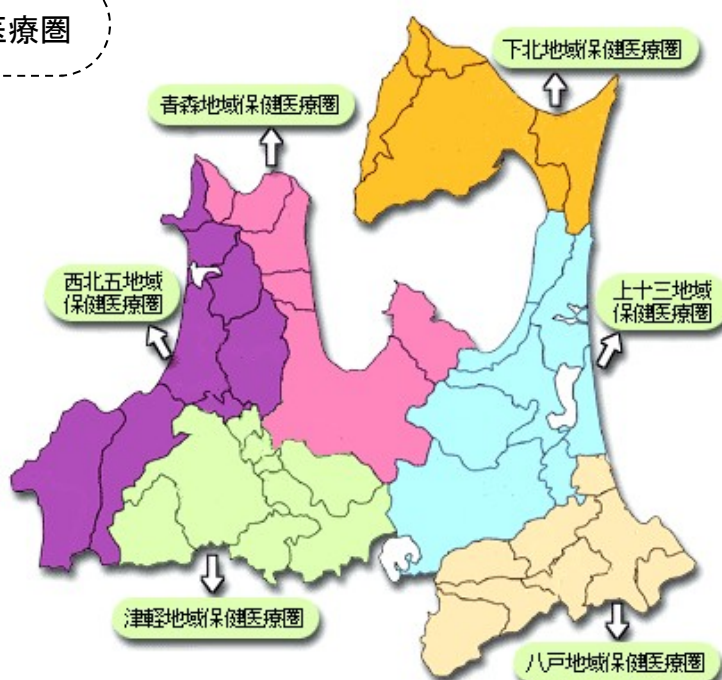 医療圏
下北地域保健医療圏
青森地域保健医療圏
西北五地域
保健医療圏
上十三地域
保健医療圏
津軽地域保健医療圏
八戸地域保健医療圏